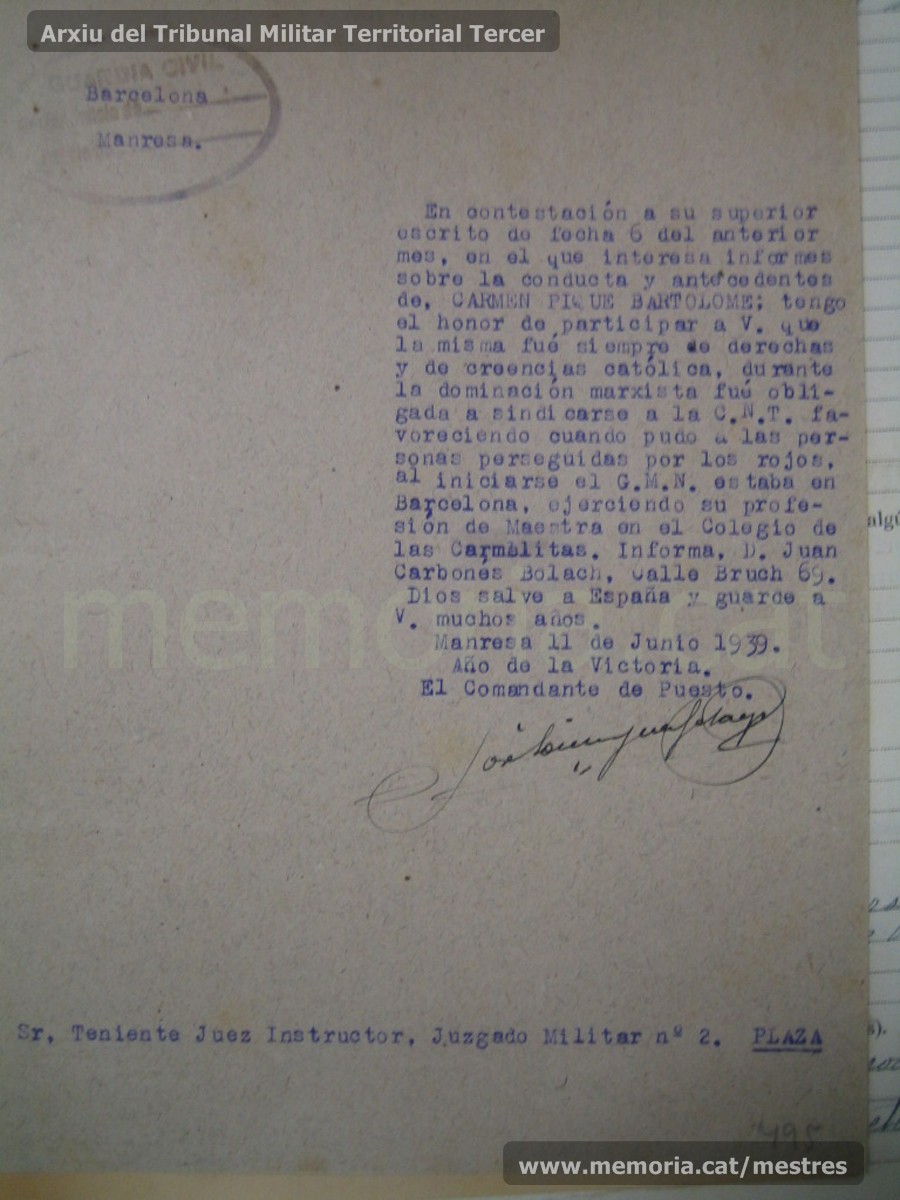 Arxiu del Tribunal Militar Territorial Tercer
GUARDIA CIVIL
Barcelona
Manresa.
En contestación a su superior
escrito de fecha 6 del anterior
mes, en el que interesa informes
sobre la conducta y antecedentes
de, CARMEN PIQUE BARTOLOME; tengo
el honor de participar a V. que
la misma fué siempre de derechas
y de creencias católica, durante
la dominación marxista fué obli-
gada a sindicarse a la C.N.T. fa-
voreciendo cuando pudo a las per-
sonas perseguidas por los rojos,
al iniciarse el G.M.N. estaba en
Barcelona, ejerciendo su profe-
sión de Maestra en el Colegio de
las Carmelitas. Informa, D. Juan
Carbonés Bolach, Calle Bruch 69.
Dios salve a España y guarde a
V. muchos años.
Manresa 11 de Junio 1939.
Año de la Victoria.
El Comandante de Puesto.
memoria.cat
Sr, Teniente Juez Instructor, Juzgado Militar nº 2. PLAZA
495
www.memoria.cat/mestres